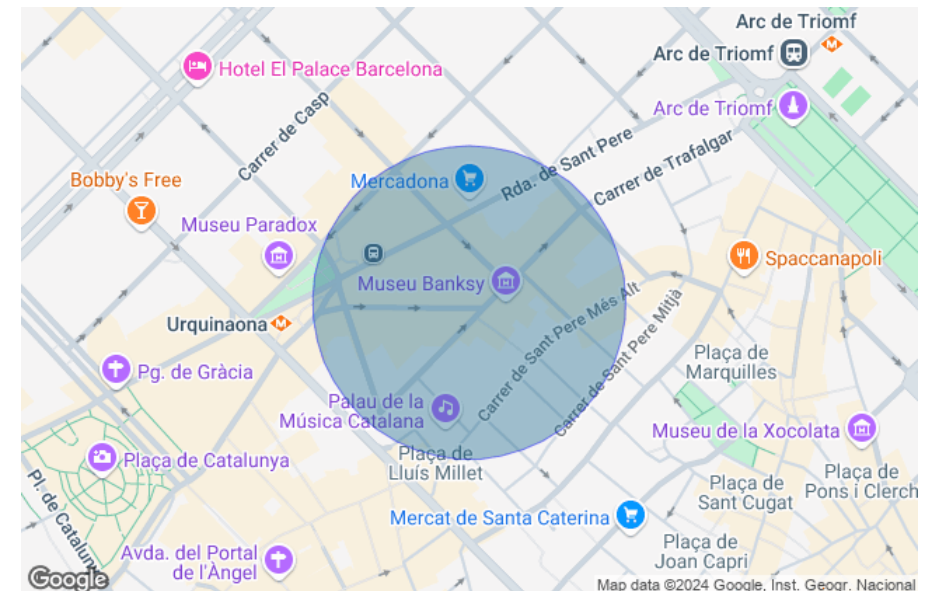 Arc de Triomf
Arc de Triomf
Hotel El Palace Barcelona
Arc de Triomf
Carrer de Casp
Rda. de Sant Pere
Carrer de Trafalgar
Bobby's Free
Mercadona
Museu Paradox
Spaccanapoli
Museu Banksy
Urquinaona
Carrer de Sant Pere Més Alt
Carrer de Sant Pere Mitjà
Plaça de
Marquilles
Pg. de Gràcia
Palau de la
Música Catalana
Museu de la Xocolata
Plaça de Catalunya
Plaça de
Lluís Millet
Plaça de
Pons i Clerch
Plaça de
Sant Cugat
Pl. de Catalun
Mercat de Santa Caterina
Plaça de
Joan Capri
Avda. del Portal
de l'Àngel
Google
Map data ©2024 Google, Inst. Geogr. Nacional